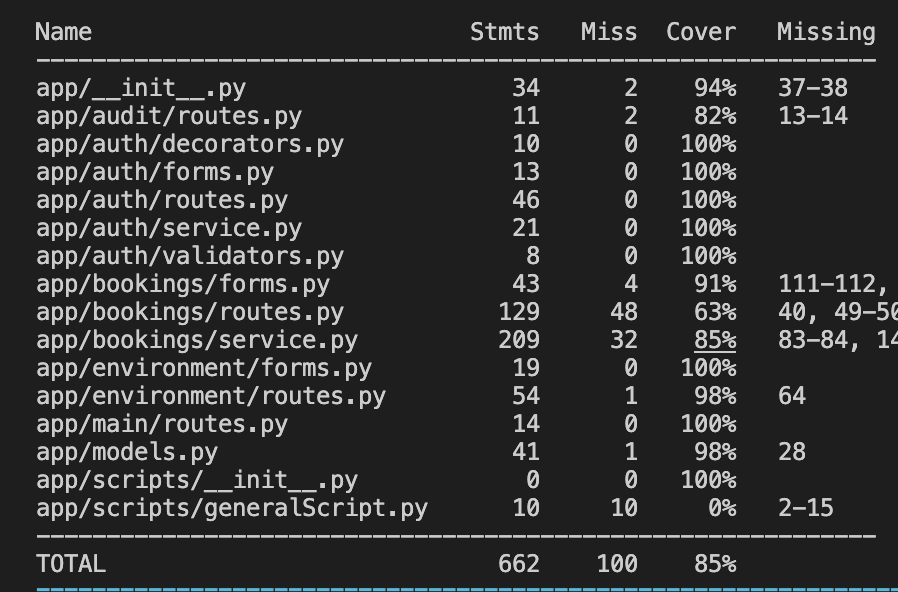 Name Stmts Miss Cover Missing
app/__init__.py 34 2 94% 37-38
app/audit/routes.py 11 2 82% 13-14
app/auth/decorators.py 10 0 100%
app/auth/forms.py 13 0 100%
app/auth/routes.py 46 0 100%
app/auth/service.py 21 0 100%
app/auth/validators.py 8 0 100%
app/bookings/forms.py 43 4 91% 111-112,
app/bookings/routes.py 129 48 63% 40, 49-50
app/bookings/service.py 209 32 85% 83-84, 14
app/environment/forms.py 19 0 100%
app/environment/routes.py 54 1 98% 64
app/main/routes.py 14 0 100%
app/models.py 41 1 98% 28
app/scripts/__init__.py 0 0 100%
app/scripts/generalScript.py 10 10 0% 2-15
TOTAL 662 100 85%